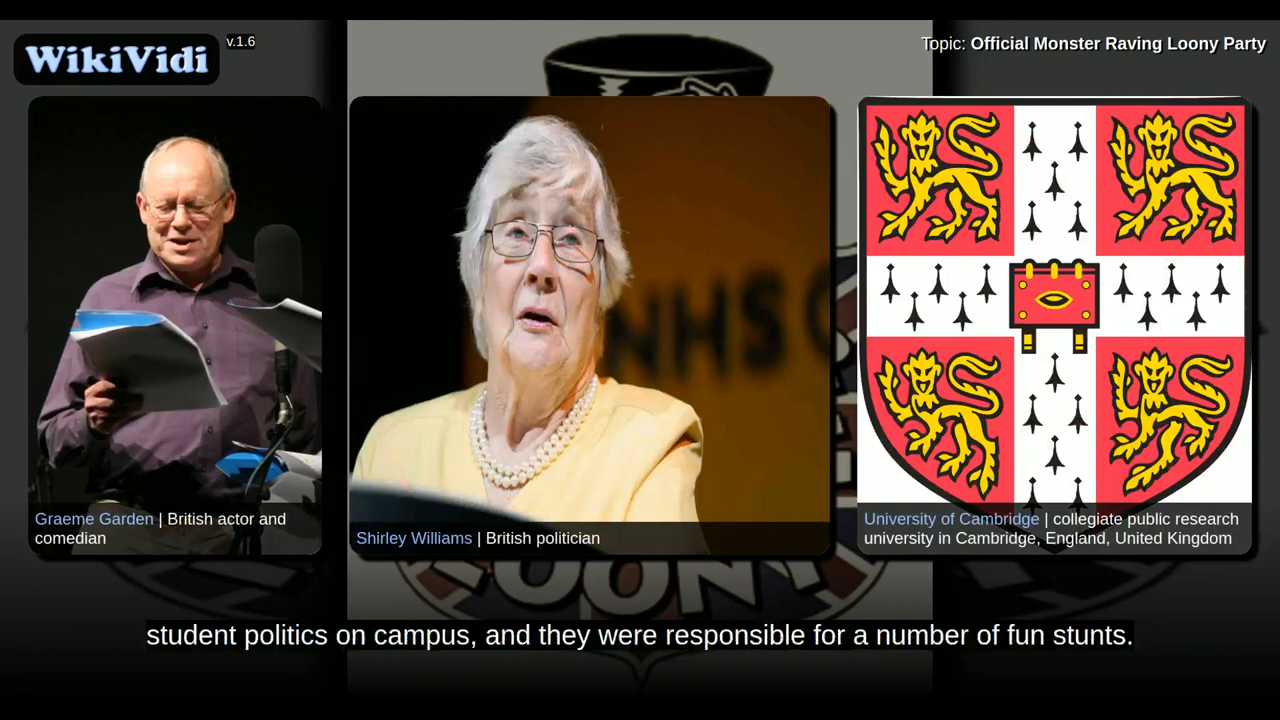 WikiVidi
v.1.6
Topic: Official Monster Raving Loony Party
NHS
Graeme Garden | British actor and
comedian
Shirley Williams | British politician
University of Cambridge | collegiate public research
university in Cambridge, England, United Kingdom
LOONY
student politics on campus, and they were responsible for a number of fun stunts.